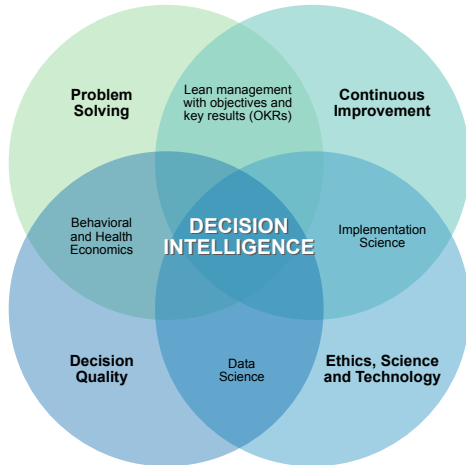 Problem
Solving
Lean management
with objectives and
key results (OKRs)
Continuous
Improvement
Behavioral
and Health
Economics
DECISION
INTELLIGENCE
Implementation
Science
Decision
Quality
Data
Science
Ethics, Science
and Technology